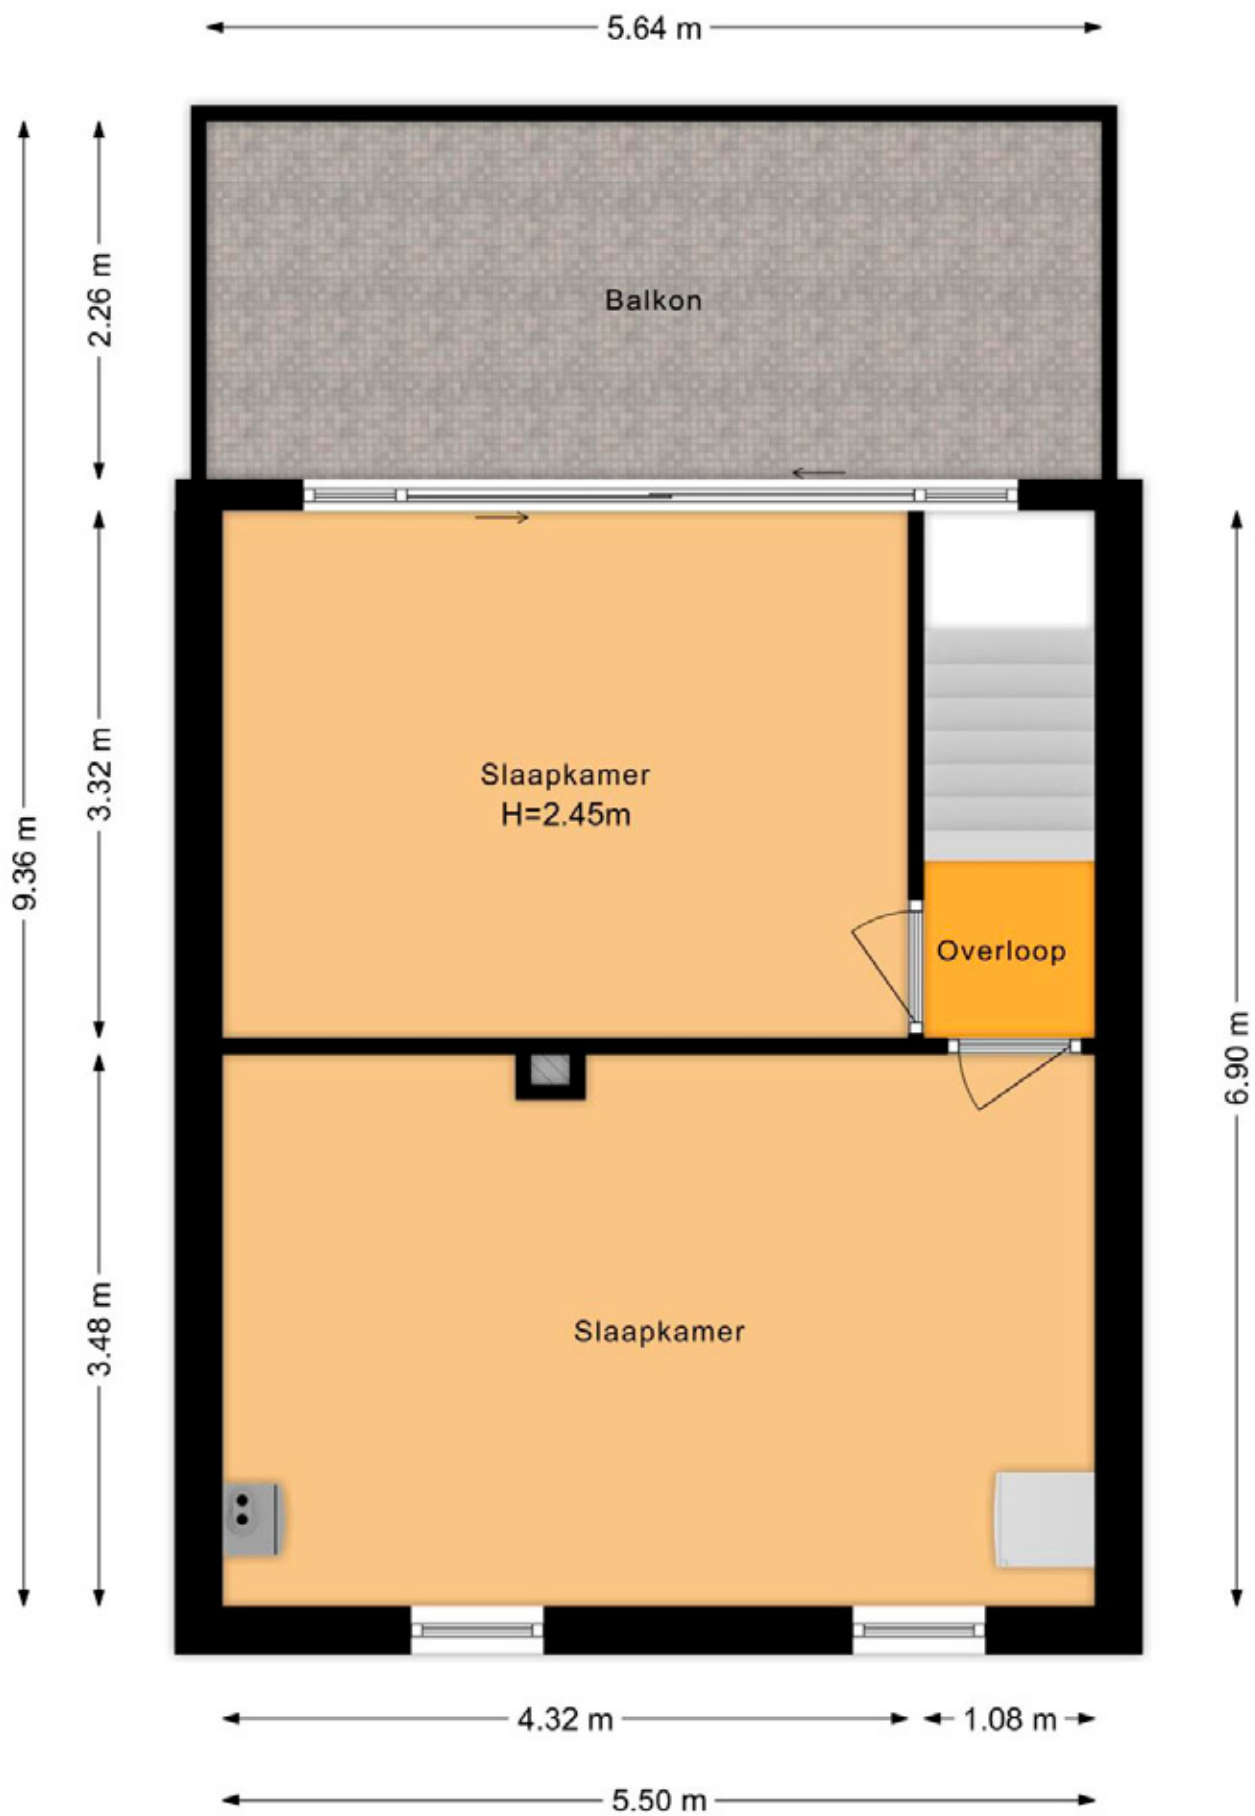 5.64 m
2.26 m
Balkon
3.32 m
9.36 m
Slaapkamer
H=2.45m
Overloop
6.90 m
3.48 m
Slaapkamer
4.32 m
1.08 m
5.50 m